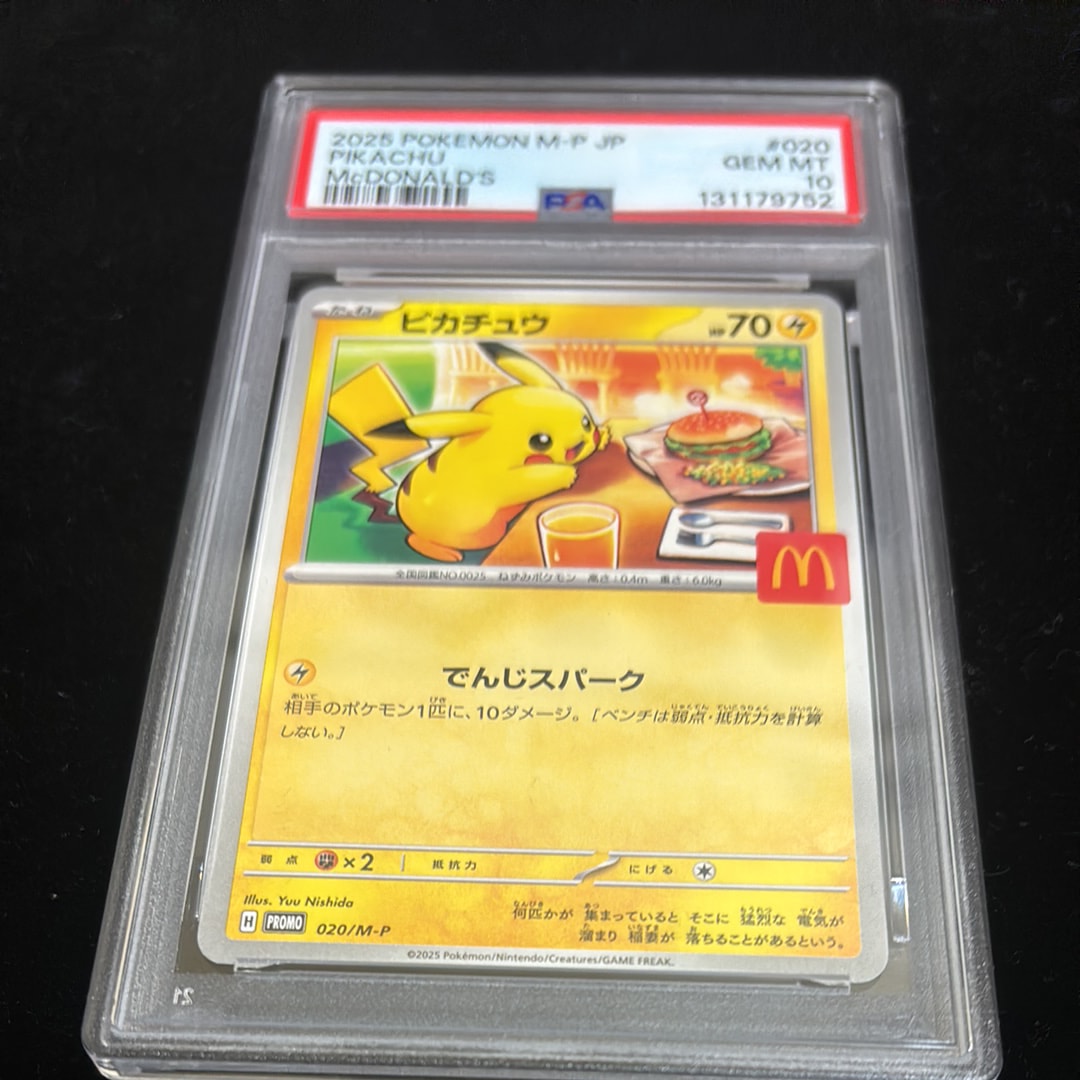 2025 POKEMON M-P JP #020
PIKACHU GEM MT
McDONALD'S 10
PSA 131179752
たね ピカチュウ HP70
全国図鑑NO.0025 ねずみポケモン 高さ:0.4m 重さ:6.0kg
M
でんじスパーク
相手のポケモン1匹に、10ダメージ。[ベンチは弱点・抵抗力を計算
しない。]
弱点 ×2 抵抗力 にげる
Illus. Yuu Nishida
何匹かが 集まっていると そこに 猛烈な 電気が
H PROMO 020/M-P
溜まり 稲妻が 落ちることがあるという。
©2025 Pokémon/Nintendo/Creatures/GAME FREAK.
21